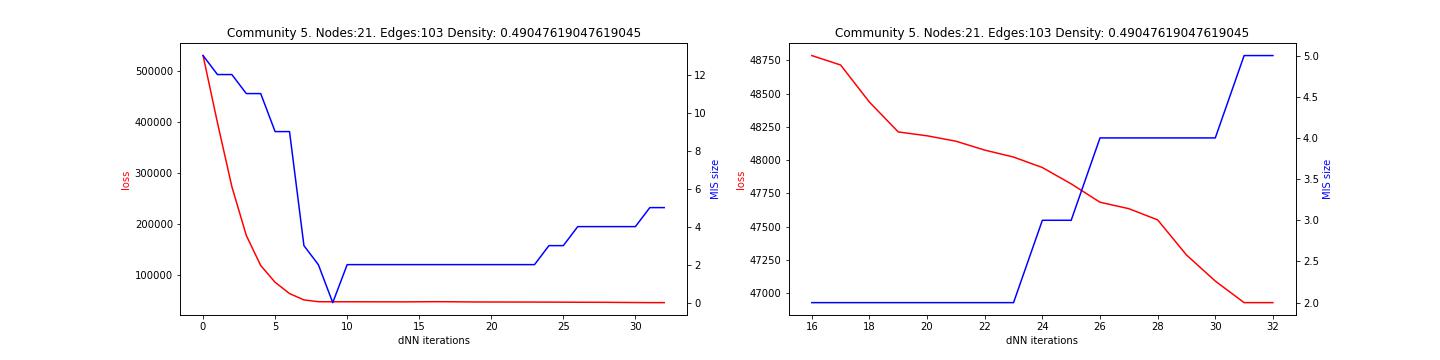 Community 5. Nodes:21. Edges:103 Density: 0.49047619047619045
500000
400000
300000
200000
100000
loss
12
10
8
6
4
2
0
MIS size
0 5 10 15 20 25 30
dNN iterations
Community 5. Nodes:21. Edges:103 Density: 0.49047619047619045
48750
48500
48250
48000
47750
47500
47250
47000
loss
5.0
4.5
4.0
3.5
3.0
2.5
2.0
MIS size
16 18 20 22 24 26 28 30 32
dNN iterations